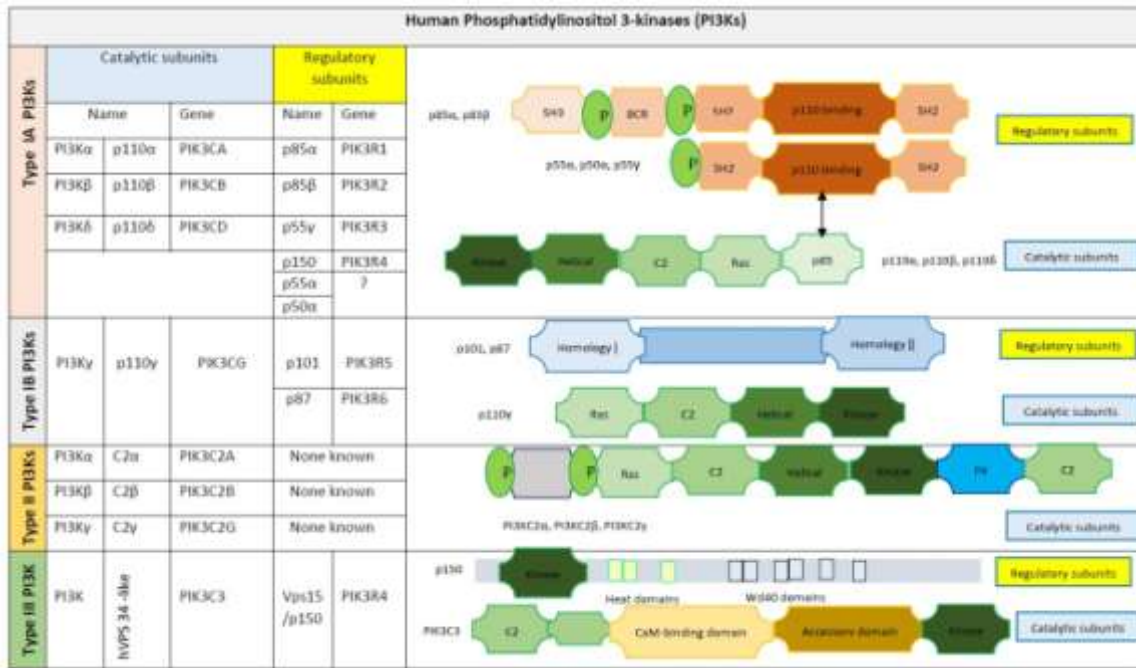 Human Phosphatidylinositol 3-kinases (PI3Ks)
Type IA PI3Ks
Catalytic subunits
Regulatory subunits
Name Gene Name Gene
PI3Kα p110α PIK3CA p85α PIK3R1
PI3Kβ p110β PIK3CB p85β PIK3R2
PI3Kδ p110δ PIK3CD p55γ PIK3R3
p150 PIK3R4
p55α ?
p50α
p85α, p85β
SH3 P BCR P
p110 binding SH2
Regulatory subunits
p55α, p50α, p55γ
P SH2 p110 binding SH2
Kinase Helical C2 Ras p85
p110α, p110β, p110δ
Catalytic subunits
Type IB PI3Ks
PI3Kγ p110γ PIK3CG p101 PIK3R5
p87 PIK3R6
p101, p87
Homology I Homology II
Regulatory subunits
p110γ
Ras C2 Helical Kinase
Catalytic subunits
Type II PI3Ks
PI3Kα C2α PIK3C2A None known
PI3Kβ C2β PIK3C2B None known
PI3Kγ C2γ PIK3C2G None known
P P Ras C2 Helical Kinase PX C2
PI3KC2α, PI3KC2β, PI3KC2γ
Catalytic subunits
Type III PI3K
PI3K hVPS 34 -like PIK3C3 Vps15 PIK3R4
/p150
p150
Kinase
Heat domains
Wd40 domains
Regulatory subunits
PIK3C3
C2 CaM-binding domain Accessory domain Kinase
Catalytic subunits